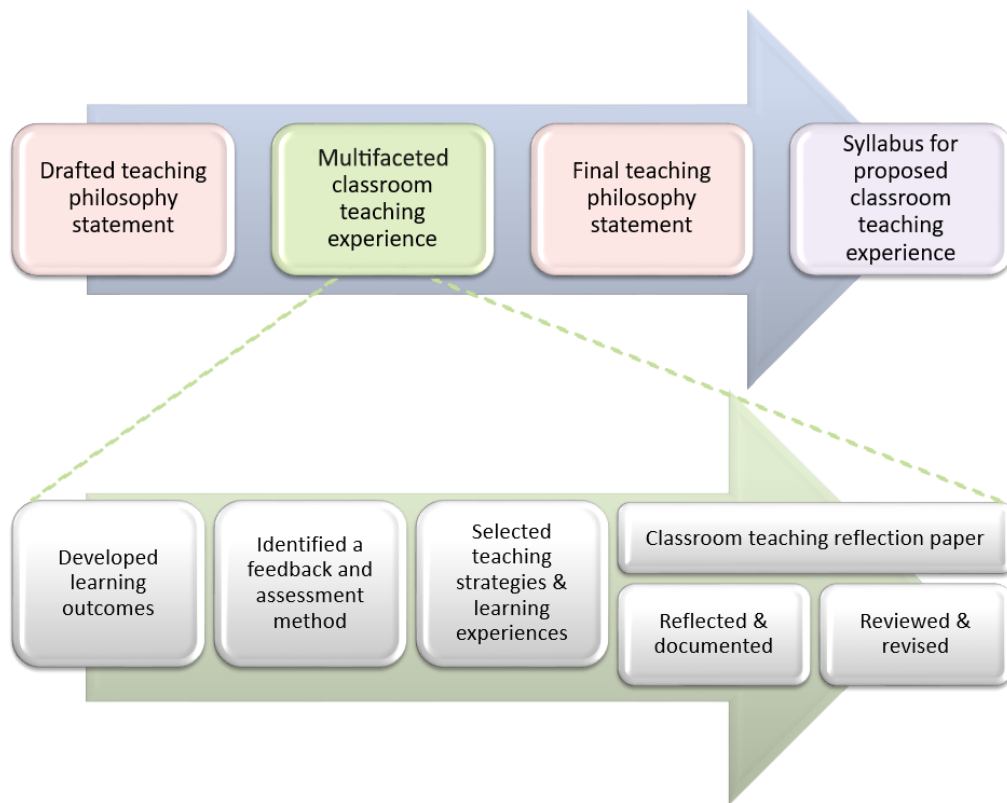 Drafted teaching
philosophy
statement
Multifaceted
classroom
teaching
experience
Final teaching
philosophy
statement
Syllabus for
proposed
classroom
teaching
experience
Developed
learning
outcomes
Identified a
feedback and
assessment
method
Selected
teaching
strategies &
learning
experiences
Classroom teaching reflection paper
Reflected &
documented
Reviewed &
revised